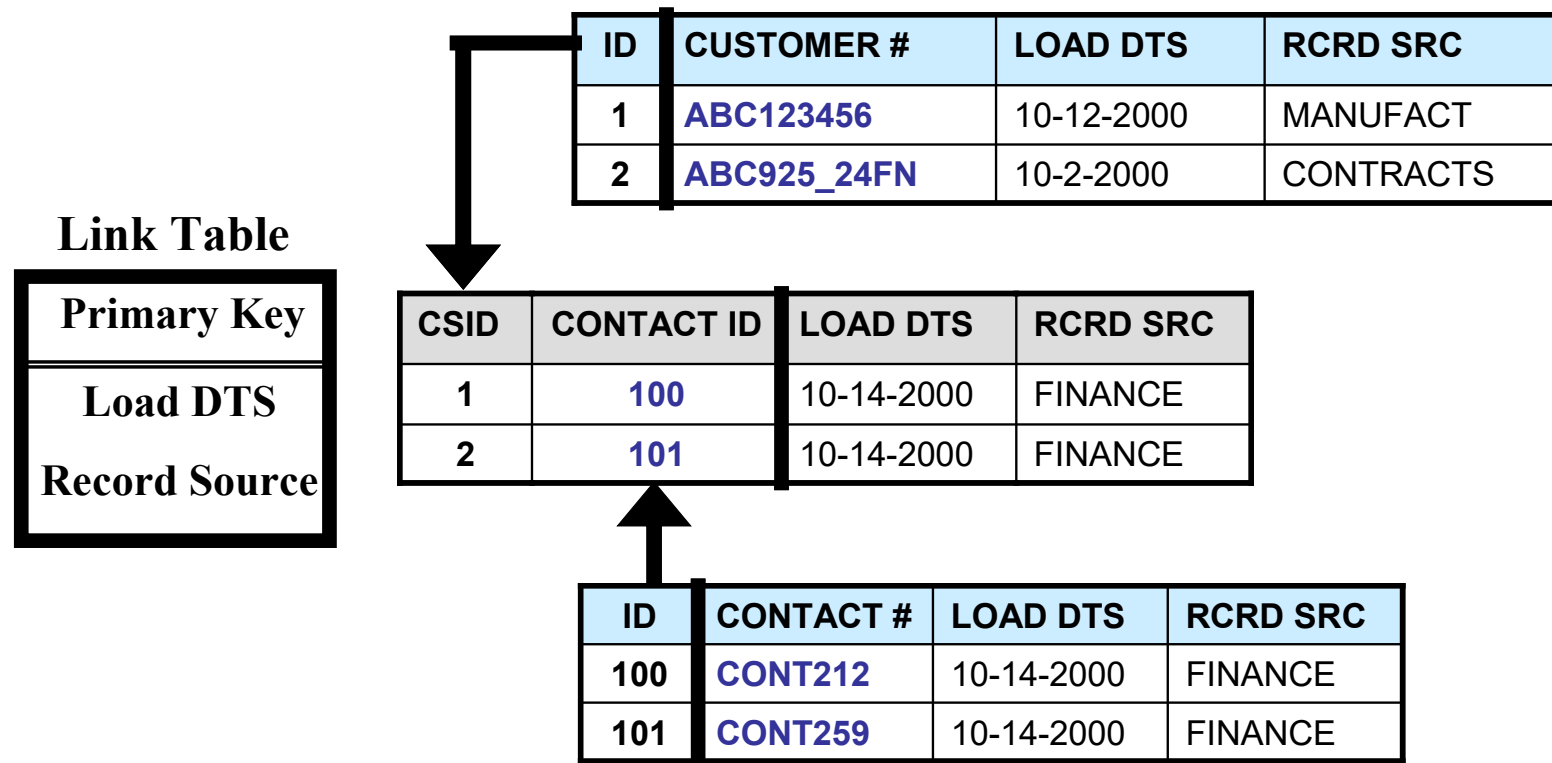 ID CUSTOMER # LOAD DTS RCRD SRC
1 ABC123456 10-12-2000 MANUFACT
2 ABC925_24FN 10-2-2000 CONTRACTS
Link Table
Primary Key
Load DTS
Record Source
CSID CONTACT ID LOAD DTS RCRD SRC
1 100 10-14-2000 FINANCE
2 101 10-14-2000 FINANCE
ID CONTACT # LOAD DTS RCRD SRC
100 CONT212 10-14-2000 FINANCE
101 CONT259 10-14-2000 FINANCE